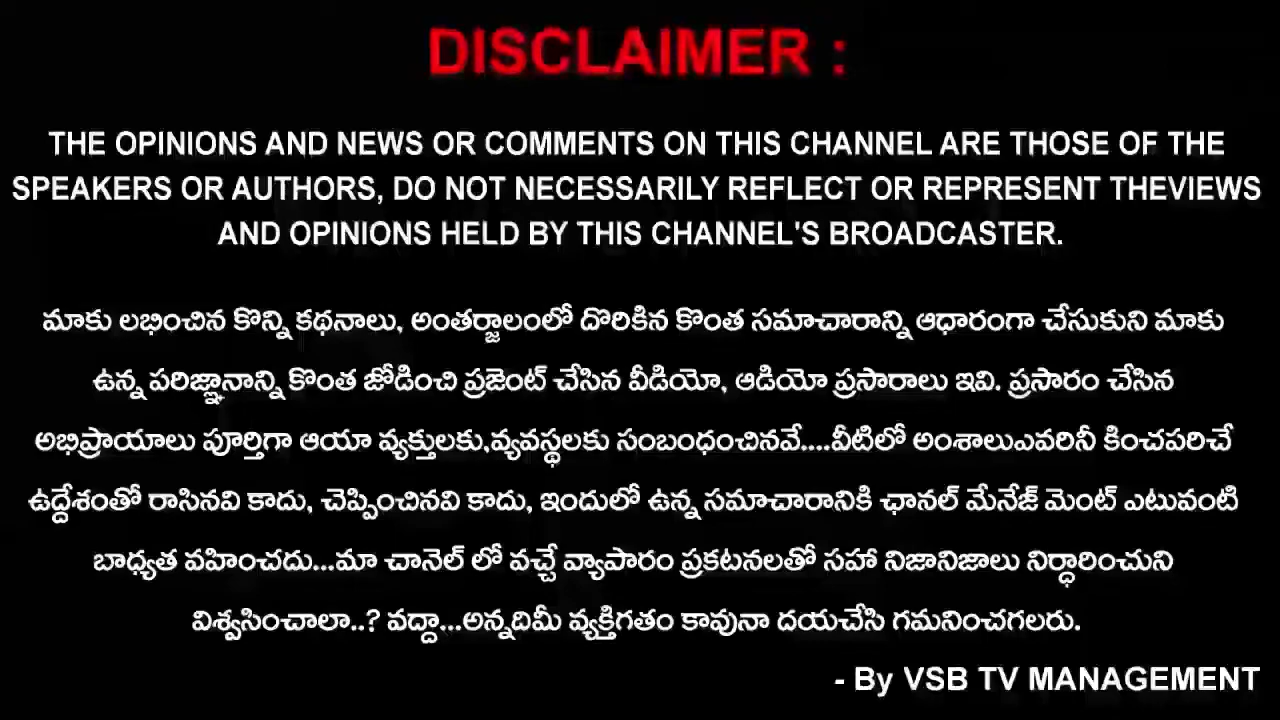 DISCLAIMER :
THE OPINIONS AND NEWS OR COMMENTS ON THIS CHANNEL ARE THOSE OF THE
SPEAKERS OR AUTHORS, DO NOT NECESSARILY REFLECT OR REPRESENT THEVIEWS
AND OPINIONS HELD BY THIS CHANNEL'S BROADCASTER.
మాకు లభించిన కొన్ని కథనాలు, అంతర్జాలంలో దొరికిన కొంత సమాచారాన్ని ఆధారంగా చేసుకుని మాకు
ఉన్న పరిజ్ఞానాన్ని కొంత జోడించి ప్రజెంట్ చేసిన వీడియో, ఆడియో ప్రసారాలు ఇవి. ప్రసారం చేసిన
అభిప్రాయాలు పూర్తిగా ఆయా వ్యక్తులకు,వ్యవస్థలకు సంబంధంచినవే....వీటిలో అంశాలుఎవరినీ కించపరిచే
ఉద్దేశంతో రాసినవి కాదు, చెప్పించినవి కాదు, ఇందులో ఉన్న సమాచారానికి ఛానల్ మేనేజ్ మెంట్ ఎటువంటి
బాధ్యత వహించదు...మా చానెల్ లో వచ్చే వ్యాపారం ప్రకటనలతో సహా నిజానిజాలు నిర్ధారించుని
విశ్వసించాలా..? వద్దా...అన్నదిమీ వ్యక్తిగతం కావునా దయచేసి గమనించగలరు.
- By VSB TV MANAGEMENT